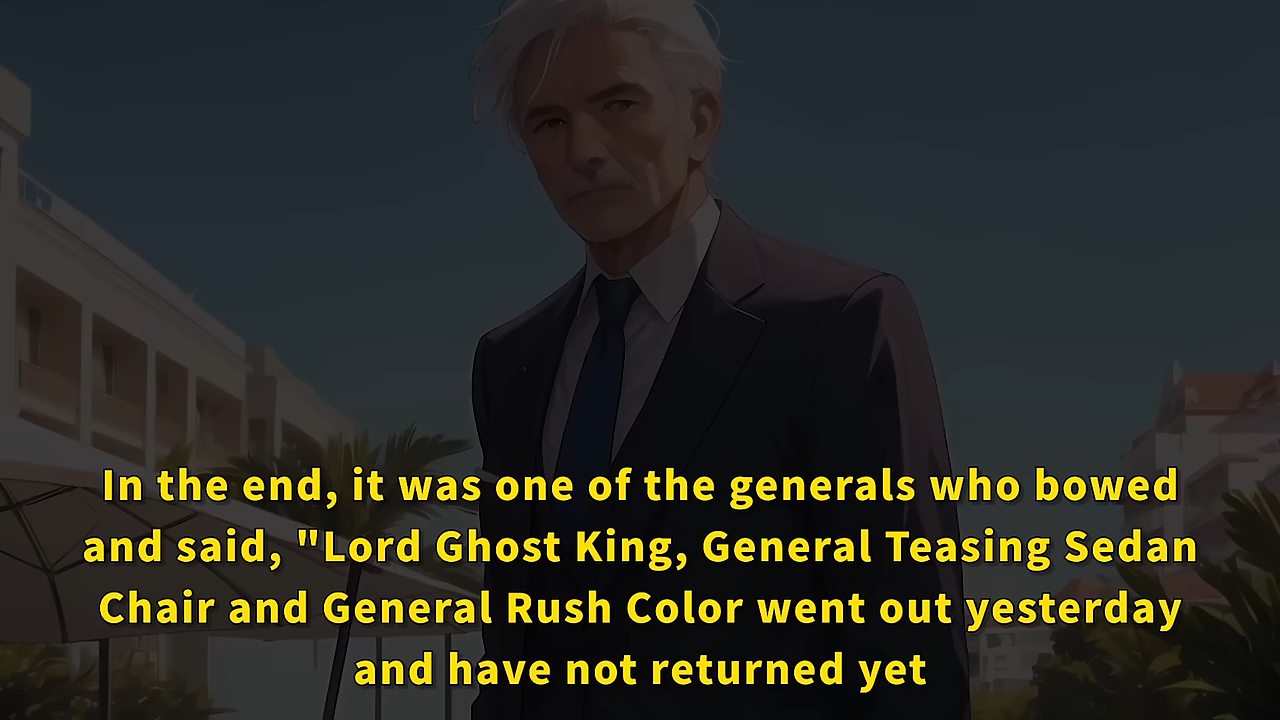 In the end, it was one of the generals who bowed
and said, "Lord Ghost King, General Teasing Sedan
Chair and General Rush Color went out yesterday
and have not returned yet